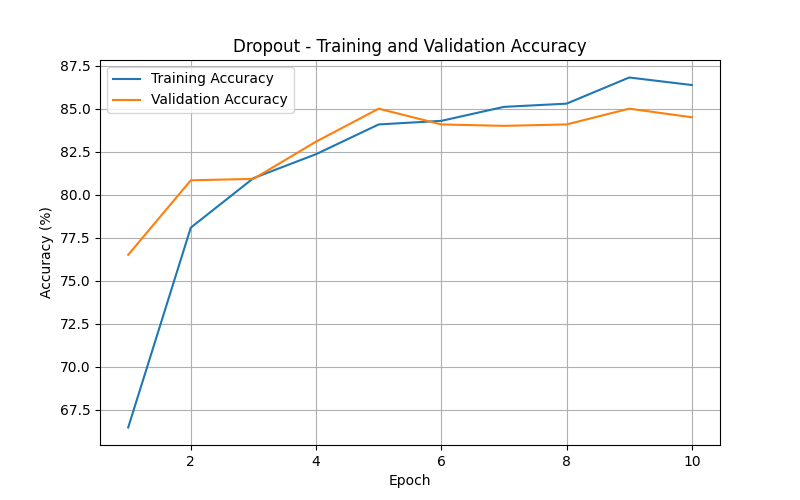 Dropout - Training and Validation Accuracy
87.5
Training Accuracy
Validation Accuracy
85.0
82.5
80.0
77.5
75.0
72.5
70.0
67.5
Accuracy (%)
2 4 6 8 10
Epoch